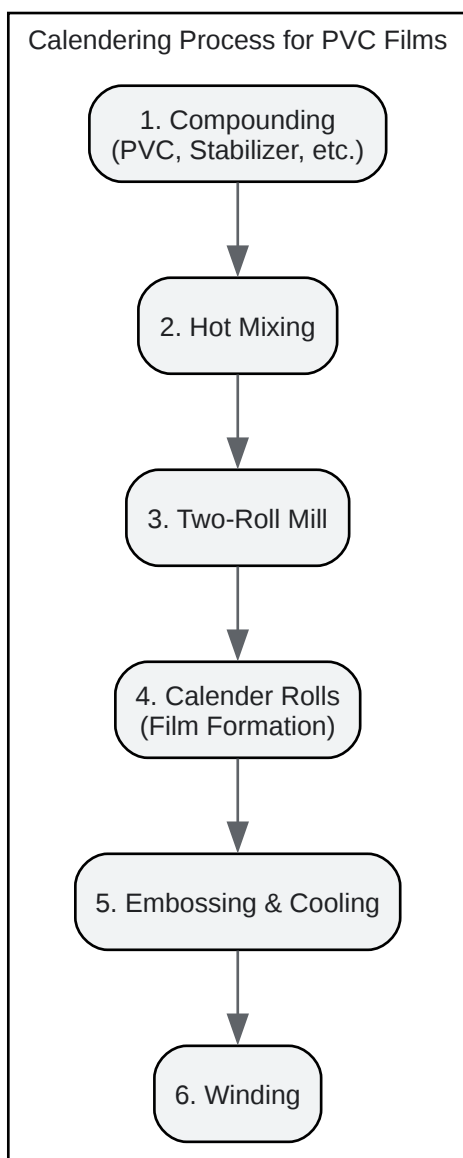 Calendering Process for PVC Films
1. Compounding
(PVC, Stabilizer, etc.)
2. Hot Mixing
3. Two-Roll Mill
4. Calender Rolls
(Film Formation)
5. Embossing & Cooling
6. Winding